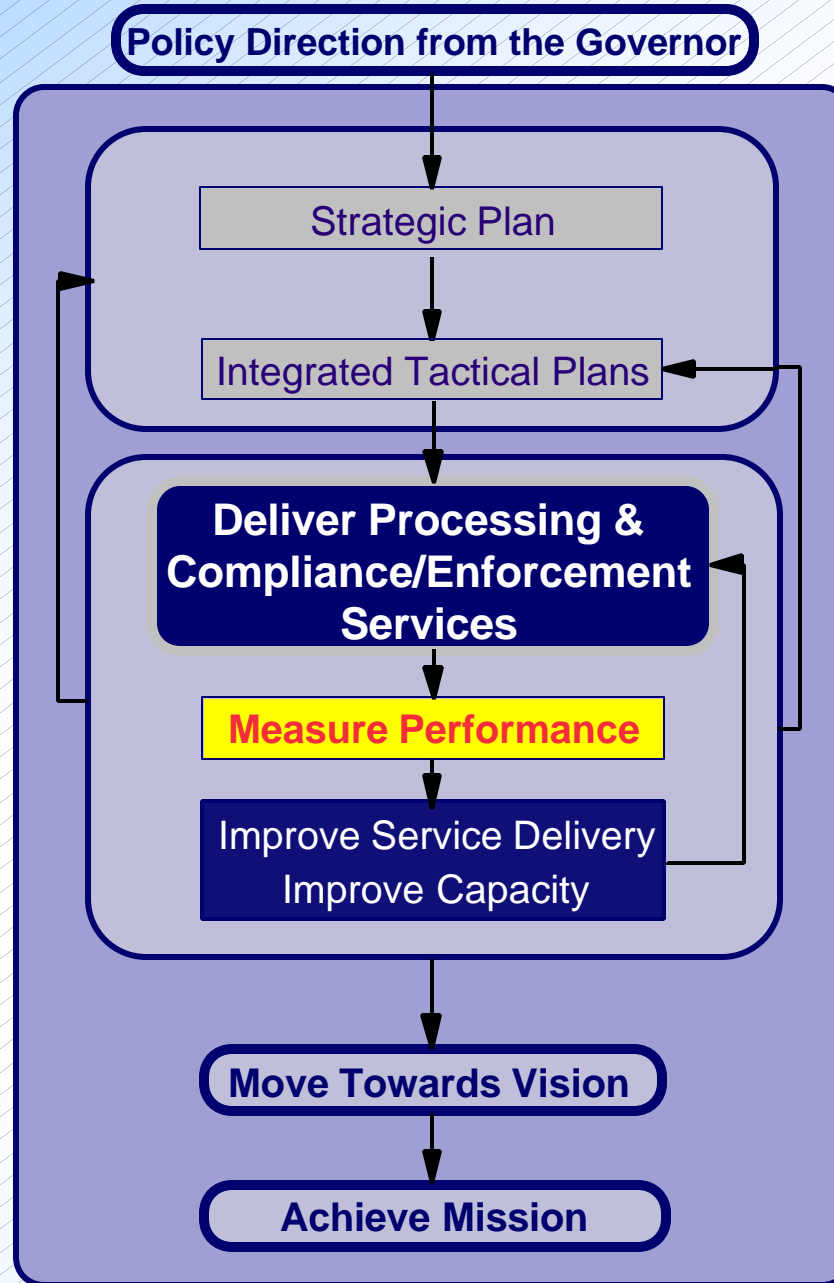 Policy Direction from the Governor
Strategic Plan
Integrated Tactical Plans
Deliver Processing &
Compliance/Enforcement
Services
Measure Performance
Improve Service Delivery
Improve Capacity
Move Towards Vision
Achieve Mission